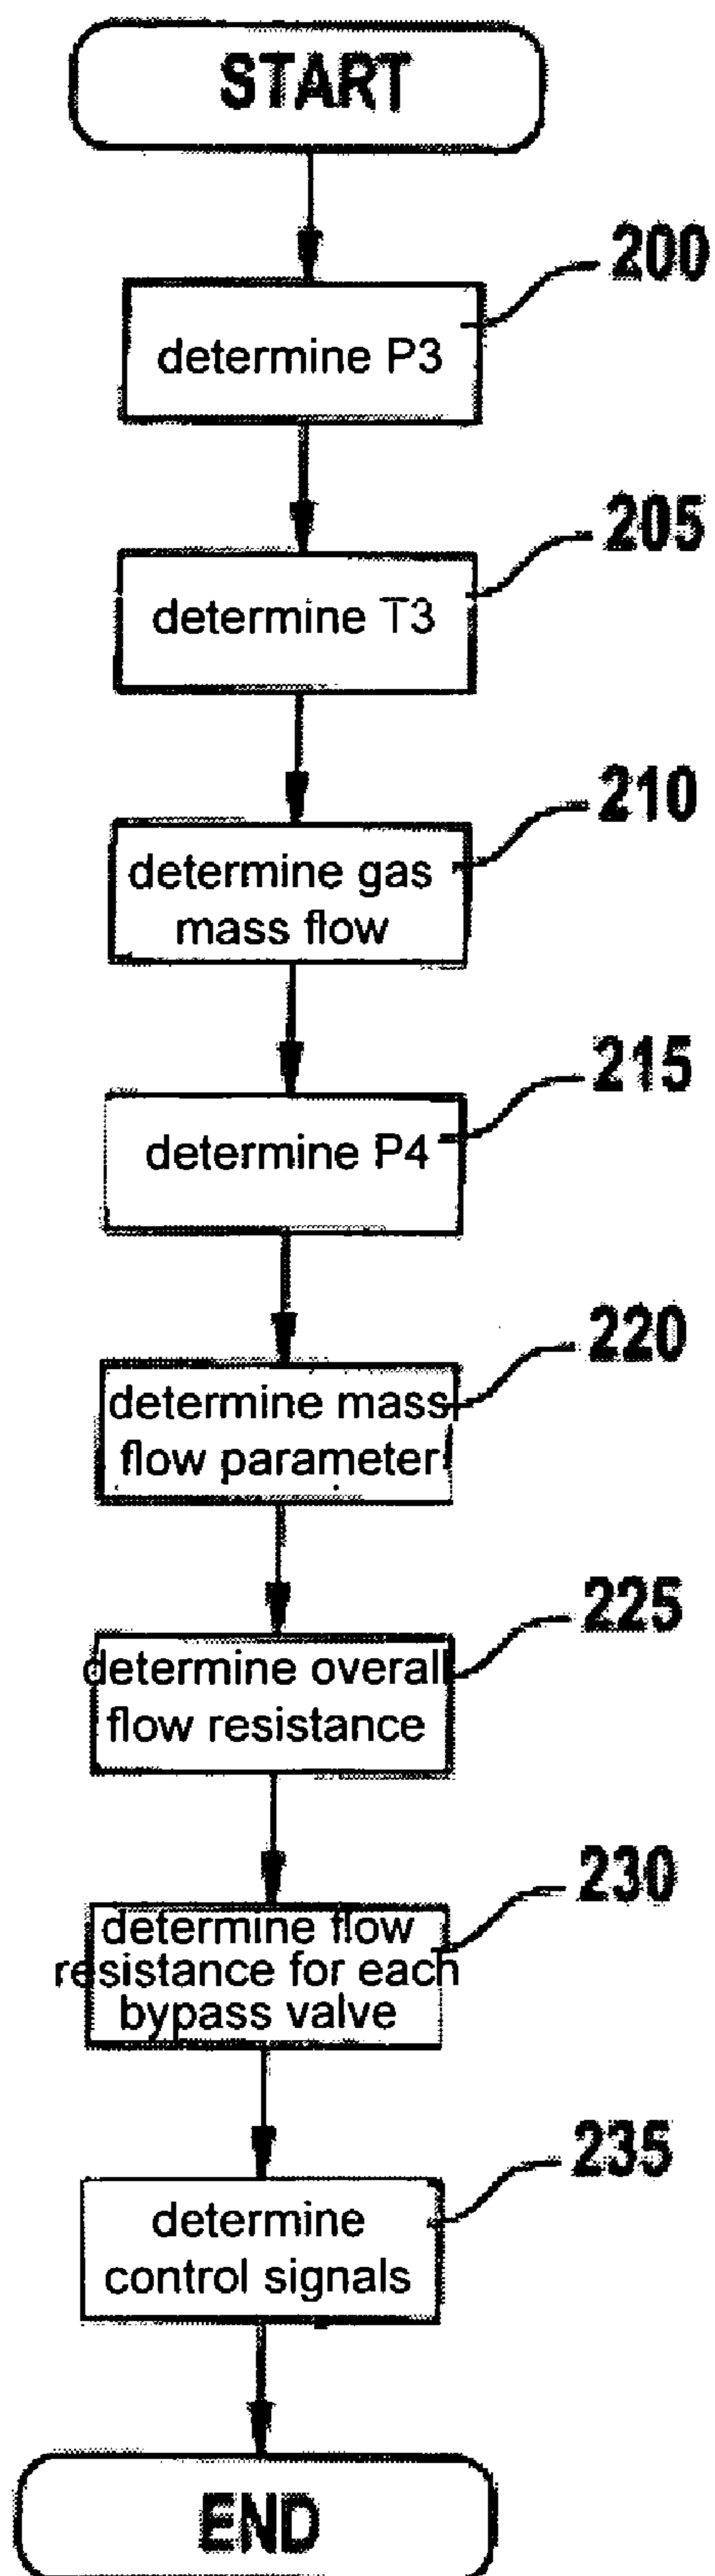 START
200
determine P3
205
determine T3
210
determine gas
mass flow
215
determine P4
220
determine mass
flow parameter
225
determine overall
flow resistance
230
determine flow
resistance for each
bypass valve
235
determine
control signals
END